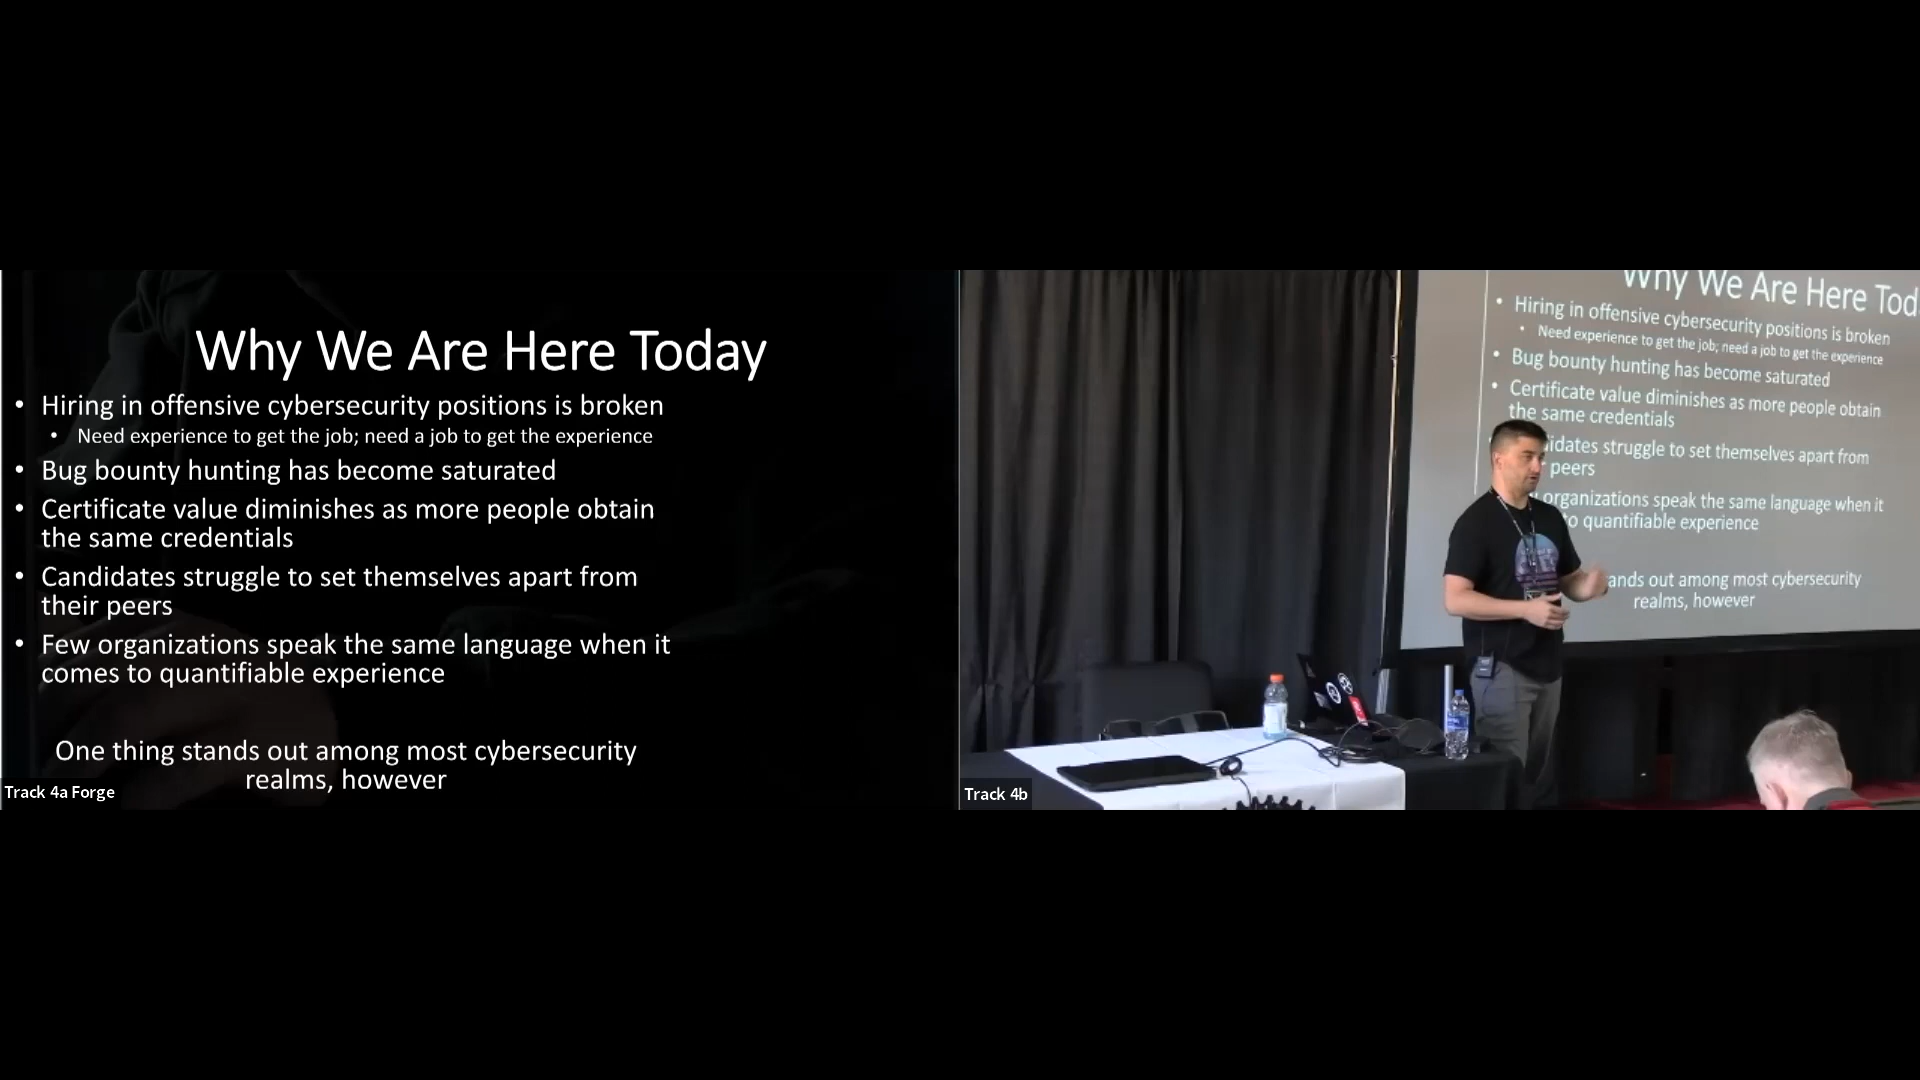 Why We Are Here Today
• Hiring in offensive cybersecurity positions is broken
• Need experience to get the job; need a job to get the experience
• Bug bounty hunting has become saturated
• Certificate value diminishes as more people obtain
the same credentials
• Candidates struggle to set themselves apart from
their peers
• Few organizations speak the same language when it
comes to quantifiable experience
One thing stands out among most cybersecurity
realms, however
Track 4a Forge
Why We Are Here Tod
• Hiring in offensive cybersecurity positions is broken
• Need experience to get the job; need a job to get the experience
• Bug bounty hunting has become saturated
• Certificate value diminishes as more people obtain
the same credentials
idates struggle to set themselves apart from
peers
organizations speak the same language when it
to quantifiable experience
ands out among most cybersecurity
realms, however
Track 4b